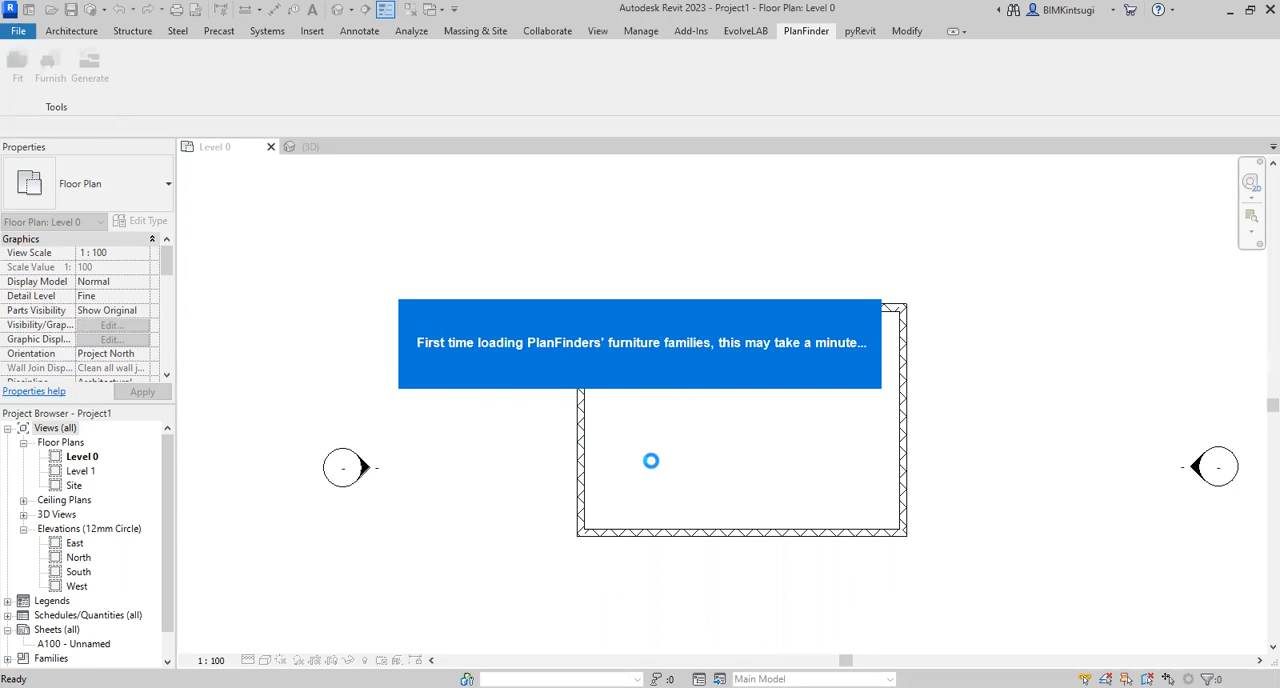 Autodesk Revit 2023 - Project1 - Floor Plan: Level 0
BIMKintsugi
File
Architecture
Structure
Steel
Precast
Systems
Insert
Annotate
Analyze
Massing & Site
Collaborate
View
Manage
Add-Ins
EvolveLAB
PlanFinder
pyRevit
Modify
Fit
Furnish
Generate
Tools
Properties
Level 0
(3D)
Floor Plan
Floor Plan: Level 0
Edit Type
Graphics
View Scale 1 : 100
Scale Value 1: 100
Display Model Normal
Detail Level Fine
Parts Visibility Show Original
Visibility/Grap... Edit...
Graphic Displ... Edit...
Orientation Project North
Wall Join Disp... Clean all wall j...
Properties help
Apply
First time loading PlanFinders' furniture families, this may take a minute...
Project Browser - Project1
Views (all)
Floor Plans
Level 0
Level 1
Site
Ceiling Plans
3D Views
Elevations (12mm Circle)
East
North
South
West
Legends
Schedules/Quantities (all)
Sheets (all)
A100 - Unnamed
Families
2D
1 : 100
Ready
:0
Main Model
:0